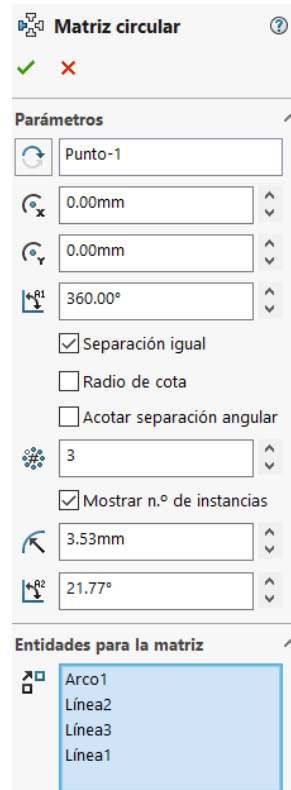 Matriz circular
Parámetros
Punto-1
0.00mm
0.00mm
360.00°
Separación igual
Radio de cota
Acotar separación angular
3
Mostrar n.º de instancias
3.53mm
21.77°
Entidades para la matriz
Arco1
Línea2
Línea3
Línea1